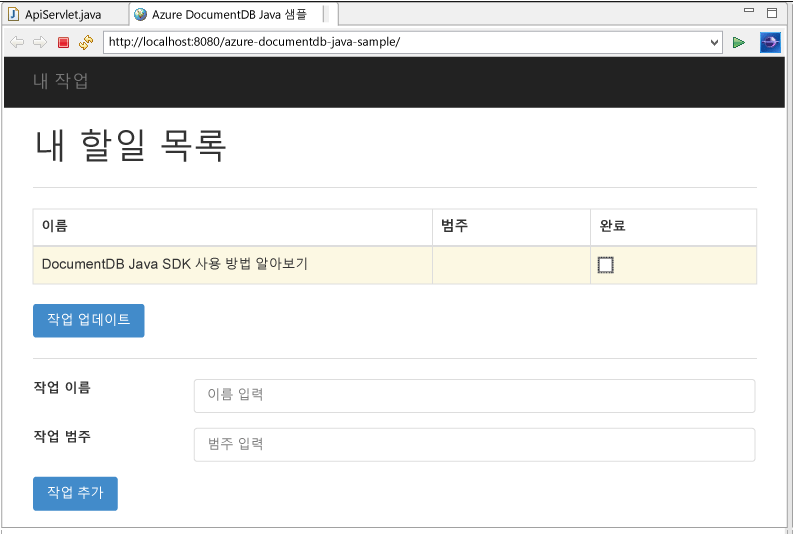 ApiServlet.java
Azure DocumentDB Java 샘플
http://localhost:8080/azure-documentdb-java-sample/
내 작업
내 할일 목록
이름 범주 완료
DocumentDB Java SDK 사용 방법 알아보기
작업 업데이트
작업 이름 이름 입력
작업 범주 범주 입력
작업 추가